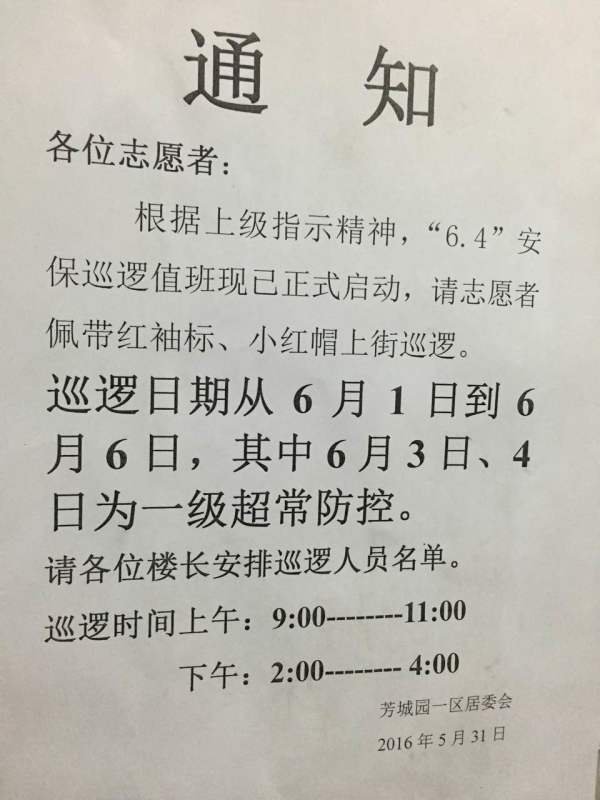 通 知
各位志愿者：
根据上级指示精神，“6.4”安
保巡逻值班现已正式启动，请志愿者
佩带红袖标、小红帽上街巡逻。
巡逻日期从 6 月 1 日到 6
月 6 日，其中 6 月 3 日、4
日为一级超常防控。
请各位楼长安排巡逻人员名单。
巡逻时间上午：9:00--------11:00
下午：2:00-------- 4:00
芳城园一区居委会
2016 年 5 月 31 日